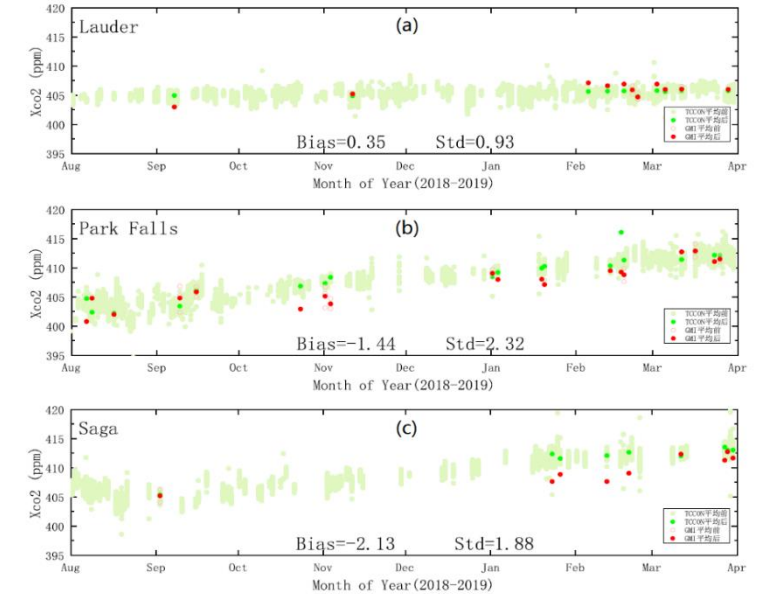 Lauder
(a)
420
415
410
405
400
395
Xco2 (ppm)
TCCON平均前
TCCON平均后
GMI平均前
GMI平均后
Bias=0.35 Std=0.93
Aug Sep Oct Nov Dec Jan Feb Mar Apr
Month of Year(2018-2019)
Park Falls
(b)
420
415
410
405
400
395
Xco2 (ppm)
TCCON平均前
TCCON平均后
GMI平均前
GMI平均后
Bias=-1.44 Std=2.32
Aug Sep Oct Nov Dec Jan Feb Mar Apr
Month of Year(2018-2019)
Saga
(c)
420
415
410
405
400
395
Xco2 (ppm)
TCCON平均前
TCCON平均后
GMI平均前
GMI平均后
Bias=-2.13 Std=1.88
Aug Sep Oct Nov Dec Jan Feb Mar Apr
Month of Year(2018-2019)